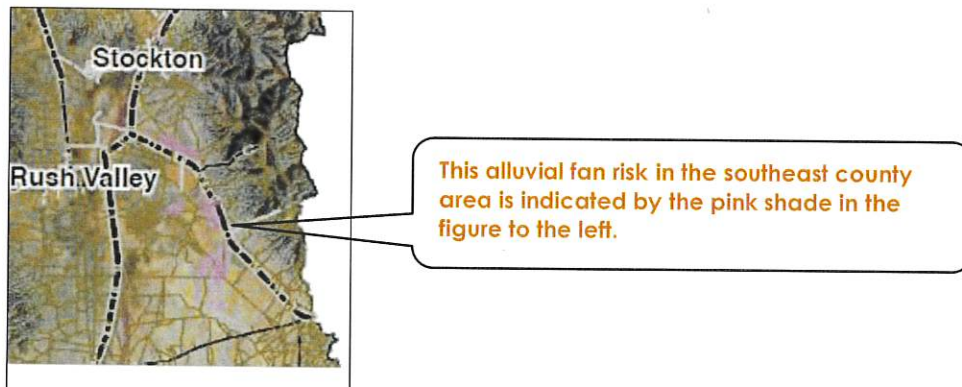 Stockton
Rush Valley
This alluvial fan risk in the southeast county
area is indicated by the pink shade in the
figure to the left.